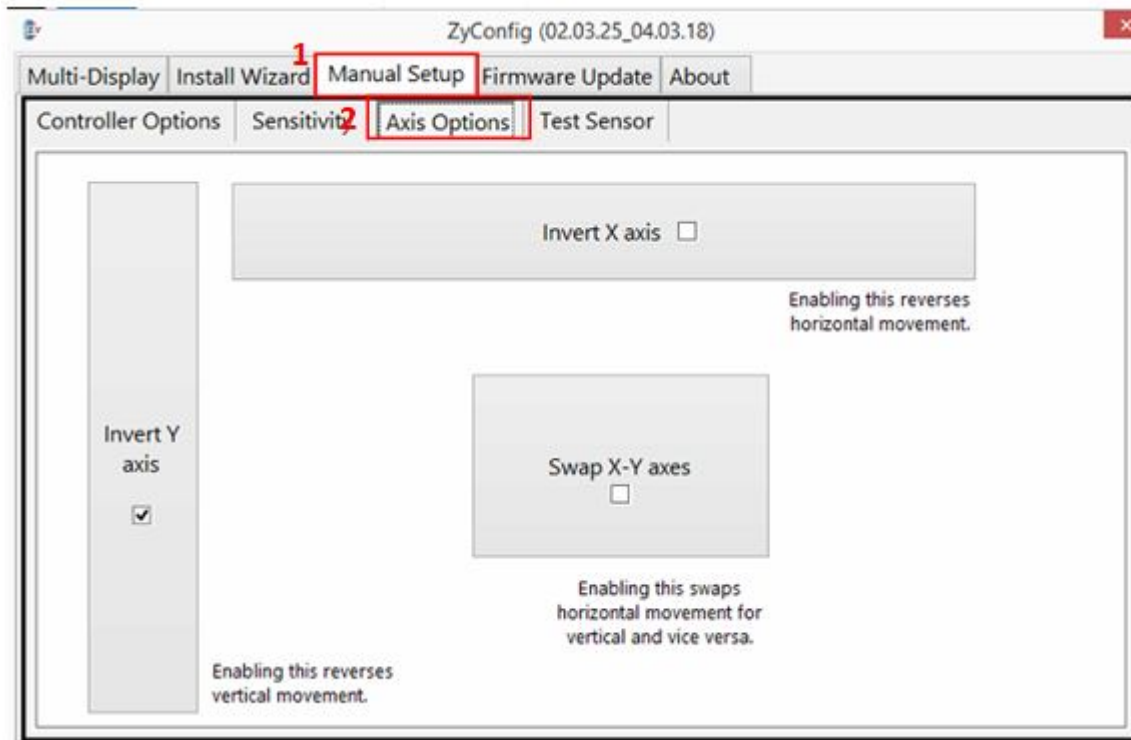 ZyConfig (02.03.25_04.03.18)
1
Multi-Display Install Wizard Manual Setup Firmware Update About
Controller Options Sensitivity 2 Axis Options Test Sensor
Invert X axis
Enabling this reverses
horizontal movement.
Invert Y
axis
Swap X-Y axes
Enabling this swaps
horizontal movement for
vertical and vice versa.
Enabling this reverses
vertical movement.